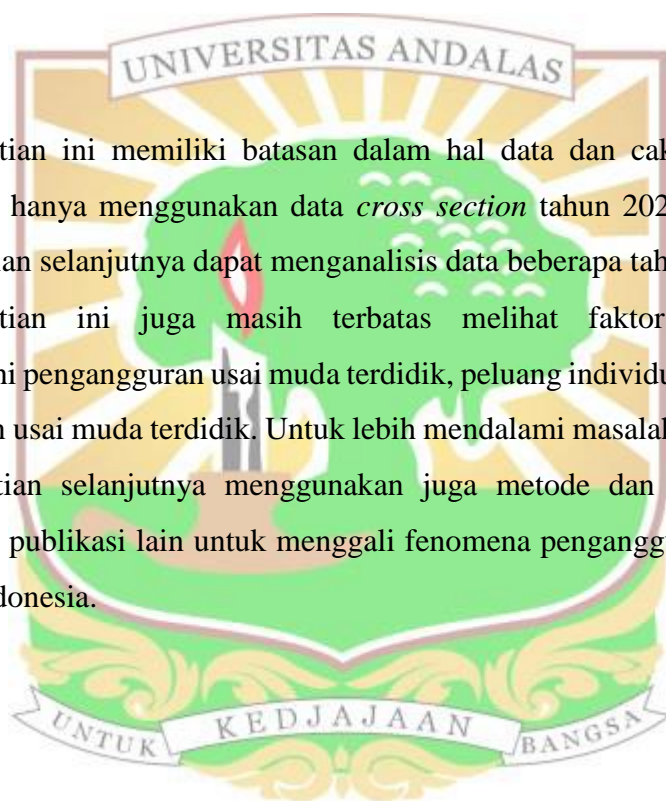 UNIVERSITAS ANDALAS
tian ini memiliki batasan dalam hal data dan cak
hanya menggunakan data cross section tahun 202
an selanjutnya dapat menganalisis data beberapa tah
tian ini juga masih terbatas melihat faktor
ni pengangguran usai muda terdidik, peluang individu
n usai muda terdidik. Untuk lebih mendalami masalah
tian selanjutnya menggunakan juga metode dan
publikasi lain untuk menggali fenomena penganggu
donesia.
UNTUK KEDJAJAAN BANGSA